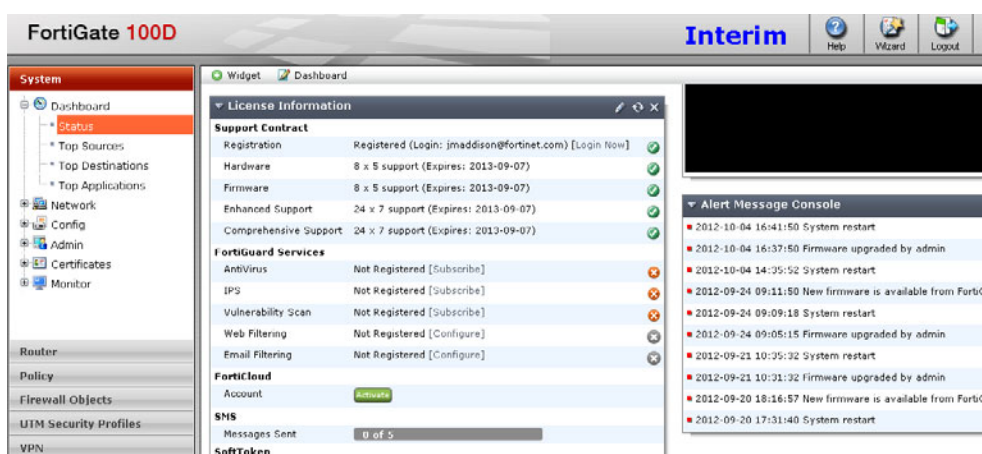 FortiGate 100D
Interim
Help
Wizard
Logout
System
Dashboard
Status
Top Sources
Top Destinations
Top Applications
Network
Config
Admin
Certificates
Monitor
Router
Policy
Firewall Objects
UTM Security Profiles
VPN
Widget Dashboard
License Information
Support Contract
Registration Registered (Login: jmaddison@fortinet.com) [Login Now]
Hardware 8 x 5 support (Expires: 2013-09-07)
Firmware 8 x 5 support (Expires: 2013-09-07)
Enhanced Support 24 x 7 support (Expires: 2013-09-07)
Comprehensive Support 24 x 7 support (Expires: 2013-09-07)
FortiGuard Services
AntiVirus Not Registered [Subscribe]
IPS Not Registered [Subscribe]
Vulnerability Scan Not Registered [Subscribe]
Web Filtering Not Registered [Configure]
Email Filtering Not Registered [Configure]
FortiCloud
Account Activate
SMS
Messages Sent 0 of 5
SoftToken
Alert Message Console
2012-10-04 16:41:50 System restart
2012-10-04 16:37:50 Firmware upgraded by admin
2012-10-04 14:35:52 System restart
2012-09-24 09:11:50 New firmware is available from Forti
2012-09-24 09:09:18 System restart
2012-09-24 09:05:15 Firmware upgraded by admin
2012-09-21 10:35:32 System restart
2012-09-21 10:31:32 Firmware upgraded by admin
2012-09-20 18:16:57 New firmware is available from Forti
2012-09-20 17:31:40 System restart